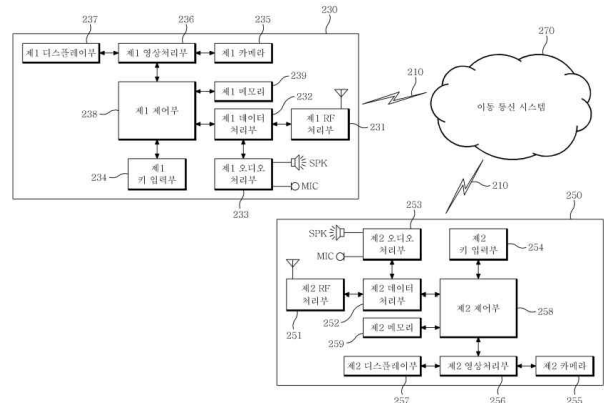 237
236
235
230
제1 디스플레이부
제1 영상처리부
제1 카메라
239
제1 메모리
238
제1 제어부
232
제1 데이터
처리부
제1 RF
처리부
231
234
제1
키 입력부
제1 오디오
처리부
233
SPK
MIC
210
270
이동 통신 시스템
210
250
253
SPK
MIC
제2 오디오
처리부
제2
키 입력부
254
제2 RF
처리부
251
제2 데이터
처리부
252
제2 제어부
258
제2 메모리
259
제2 디스플레이부
제2 영상처리부
제2 카메라
257
256
255